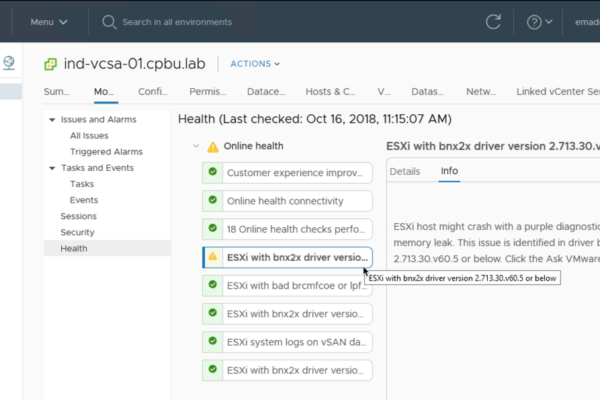 Menu
Search in all environments
emad
ind-vcsa-01.cpbu.lab
ACTIONS
Sum...
Mo...
Confi...
Permis...
Datace...
Hosts & C...
V...
Datas...
Netw...
Linked vCenter Se
Issues and Alarms
All Issues
Triggered Alarms
Tasks and Events
Tasks
Events
Sessions
Security
Health
Health (Last checked: Oct 16, 2018, 11:15:07 AM)
Online health
Customer experience improv...
Online health connectivity
18 Online health checks perfo...
ESXi with bnx2x driver versio...
ESXi with bad brcmfcoe or lpf...
ESXi with bnx2x driver versio...
ESXi system logs on vSAN da...
ESXi with bnx2x driver versio...
ESXi with bnx2x driver version 2.713.30.v60.5 or below
ESXi with bnx2x driver version 2.713.30.v
Details
Info
ESXi host might crash with a purple diagnostic
memory leak. This issue is identified in driver b
2.713.30.v60.5 or below. Click the Ask VMware